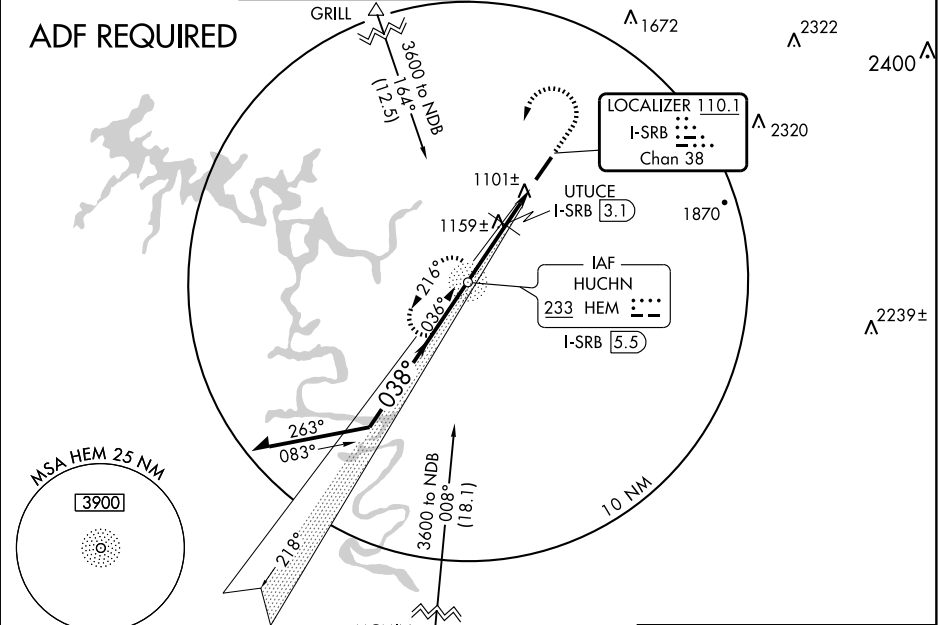 ADF REQUIRED
GRILL
3600 to NDB
164°
(12.5)
1672
2322
2400
LOCALIZER 110.1
I-SRB
Chan 38
2320
1101±
UTUCE
I-SRB 3.1
1159±
1870
IAF
HUCHN
233 HEM
I-SRB 5.5
216°
036°
2239±
038°
263°
083°
MSA HEM 25 NM
3900
3600 to NDB
008°
(18.1)
10 NM
218°